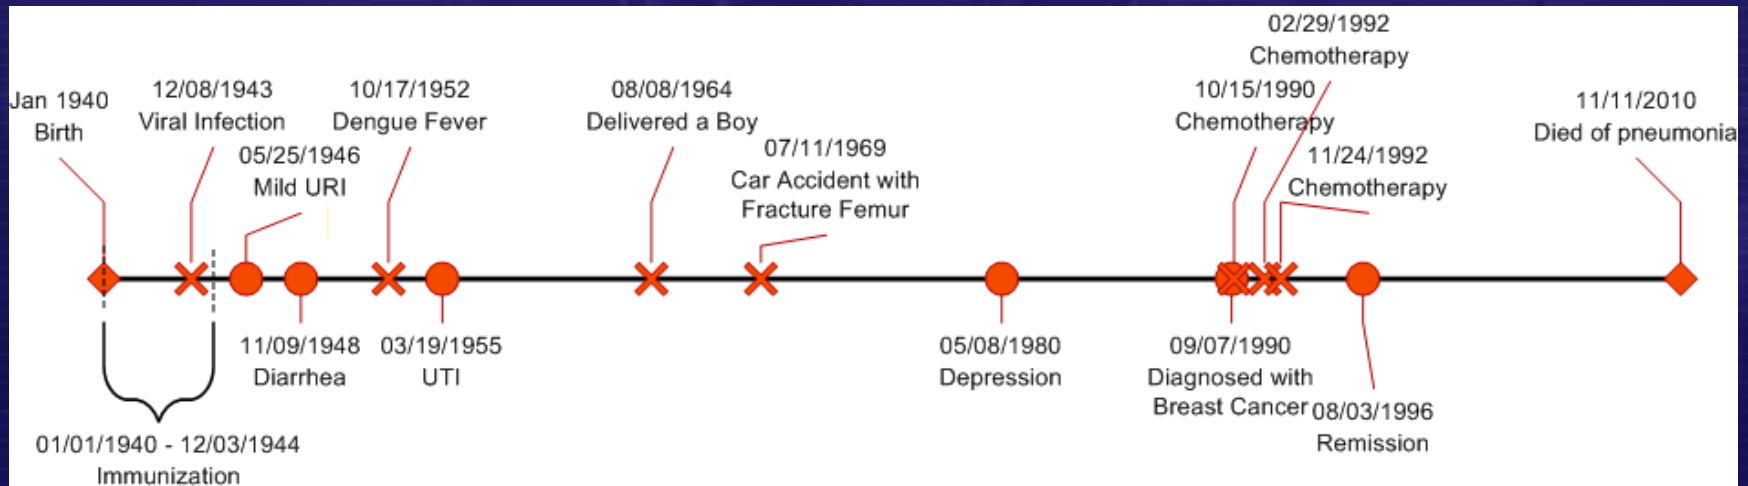 Jan 1940
Birth
12/08/1943
Viral Infection
05/25/1946
Mild URI
10/17/1952
Dengue Fever
08/08/1964
Delivered a Boy
07/11/1969
Car Accident with
Fracture Femur
02/29/1992
Chemotherapy
10/15/1990
Chemotherapy
11/24/1992
Chemotherapy
11/11/2010
Died of pneumonia
11/09/1948
Diarrhea
03/19/1955
UTI
05/08/1980
Depression
09/07/1990
Diagnosed with
Breast Cancer
08/03/1996
Remission
01/01/1940 - 12/03/1944
Immunization